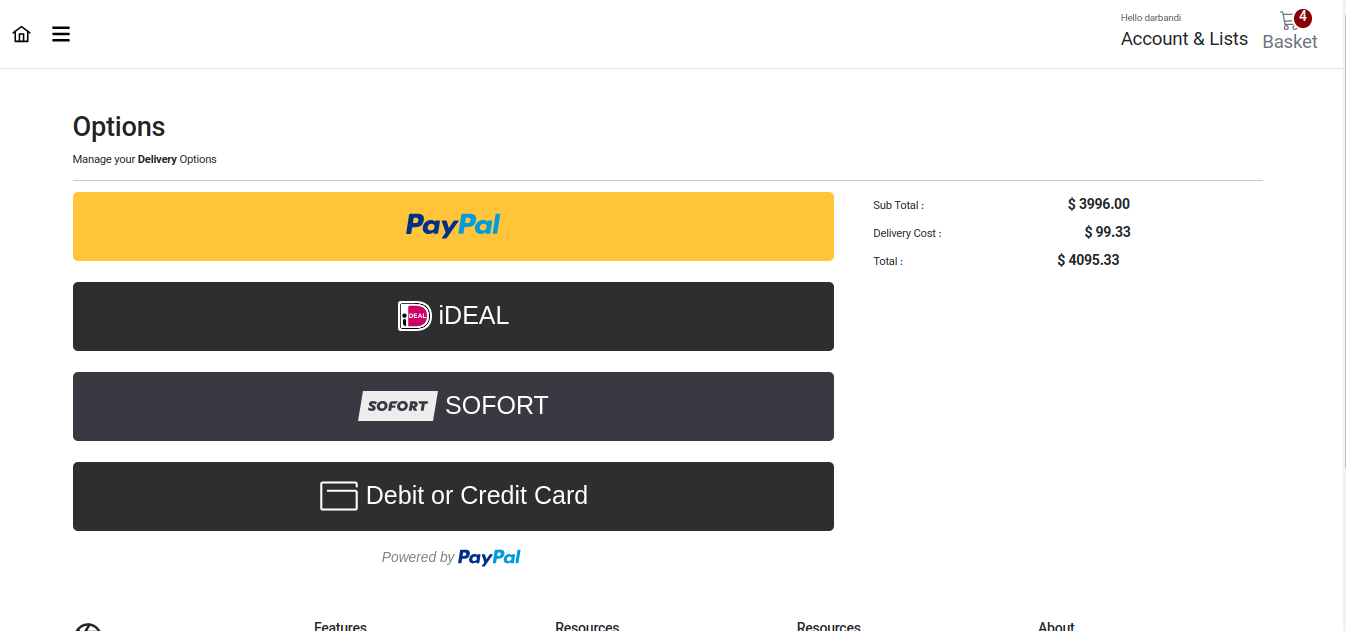 Hello darbandi
Account & Lists
4
Basket
Options
Manage your Delivery Options
PayPal
Sub Total : $ 3996.00
Delivery Cost : $ 99.33
Total : $ 4095.33
iDEAL iDEAL
SOFORT SOFORT
Debit or Credit Card
Powered by PayPal
Features Resources Resources About